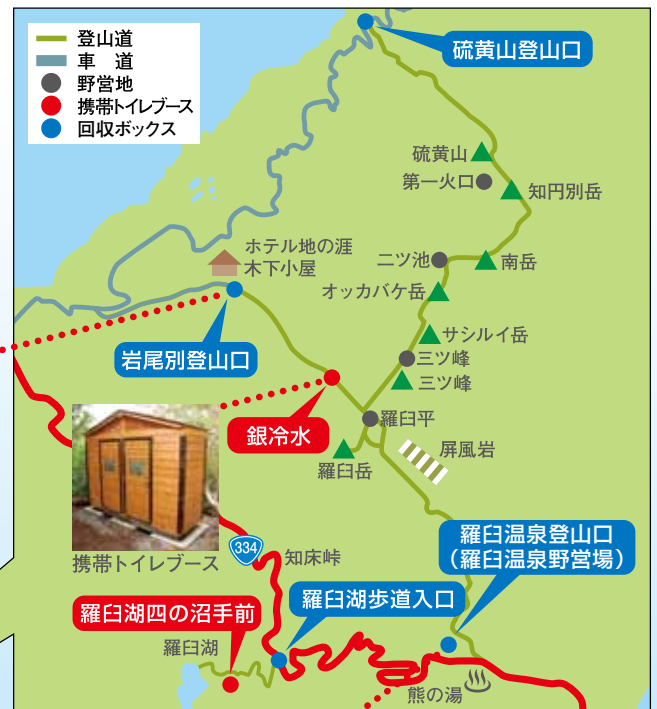 登山道
車　道
野営地
携帯トイレブース
回収ボックス
硫黄山登山口
硫黄山
第一火口
知円別岳
ホテル地の涯
木下小屋
二ツ池
南岳
オッカバケ岳
岩尾別登山口
サシルイ岳
三ツ峰
三ツ峰
銀冷水
羅臼平
羅臼岳
屏風岩
携帯トイレブース
334
知床峠
羅臼温泉登山口
（羅臼温泉野営場）
羅臼湖四の沼手前
羅臼湖歩道入口
羅臼湖
熊の湯